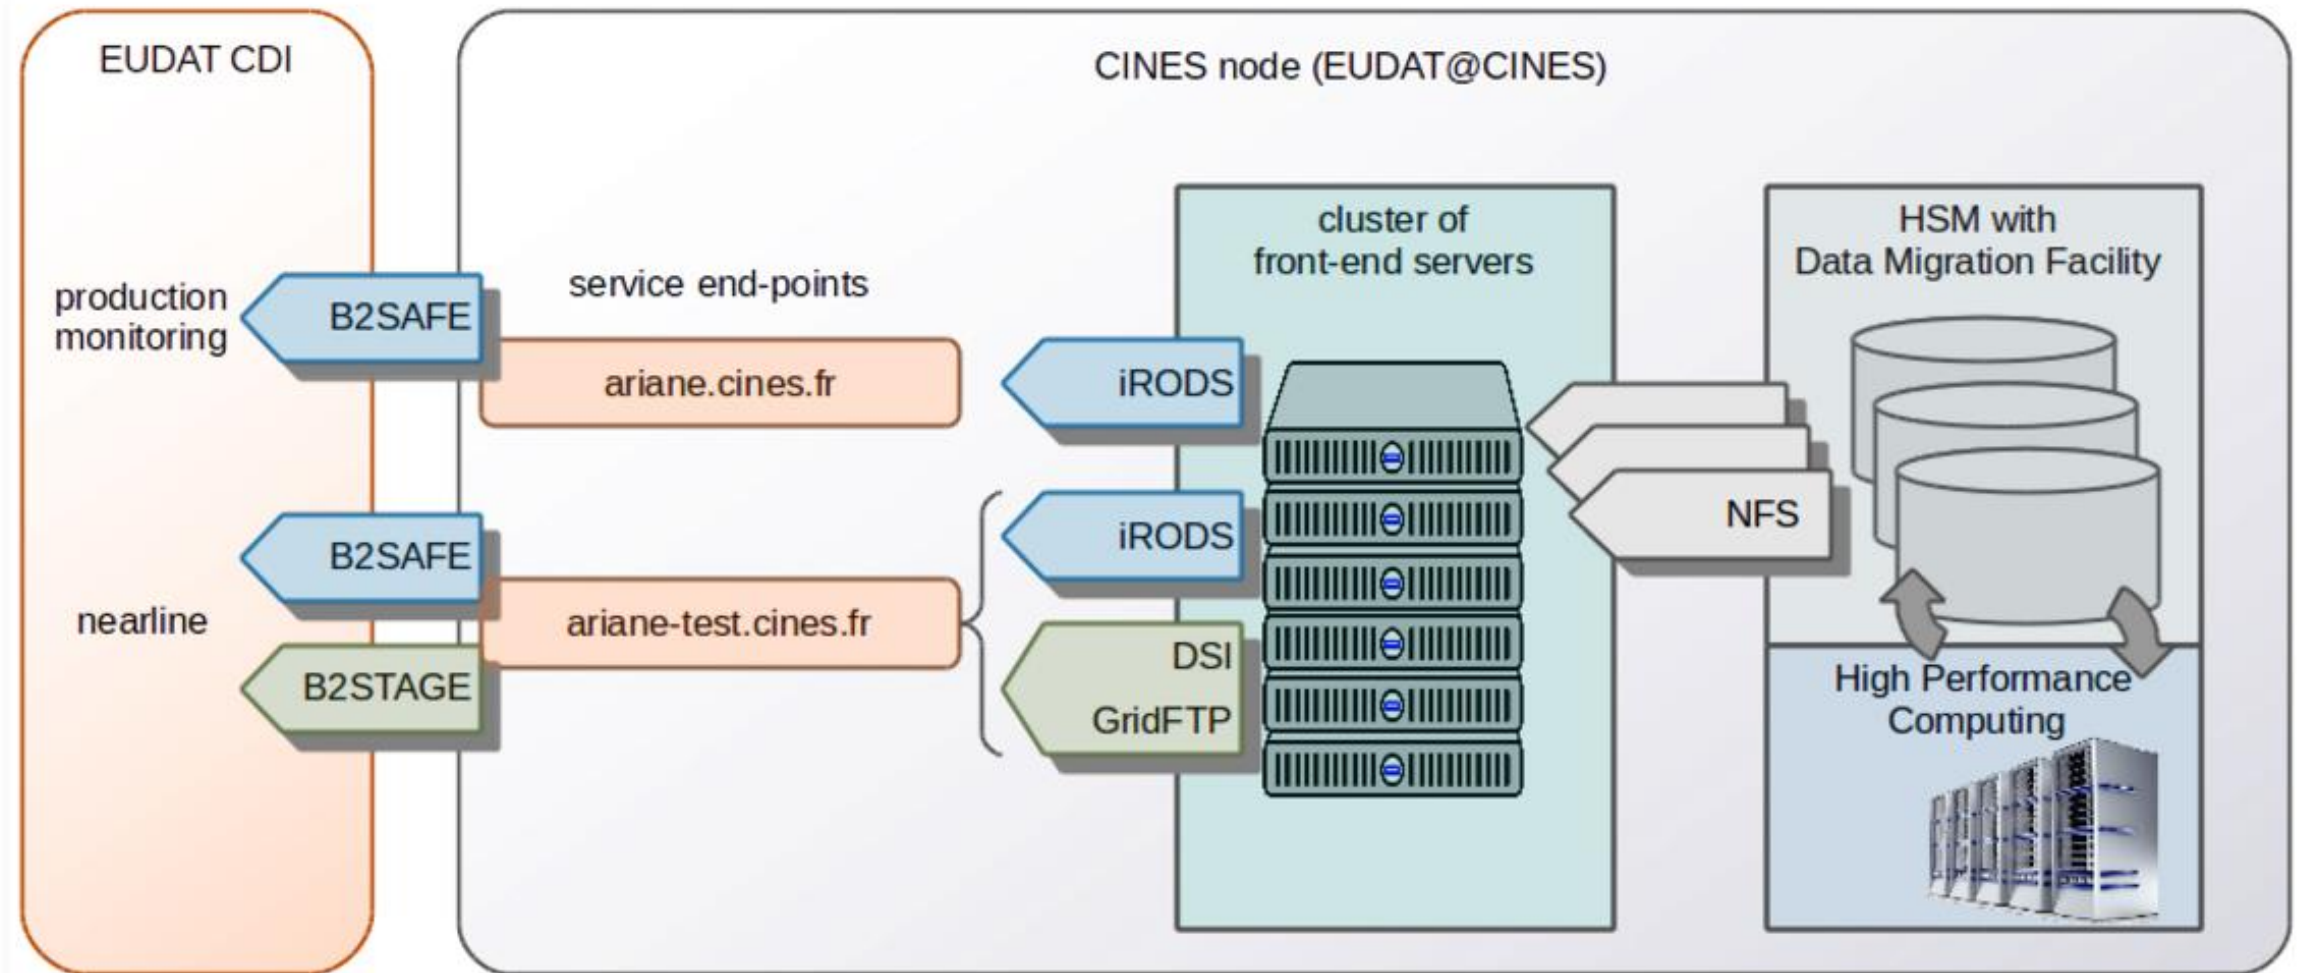 EUDAT CDI
CINES node (EUDAT@CINES)
production
monitoring
B2SAFE
service end-points
ariane.cines.fr
iRODS
cluster of
front-end servers
HSM with
Data Migration Facility
NFS
nearline
B2SAFE
B2STAGE
ariane-test.cines.fr
iRODS
DSI
GridFTP
High Performance
Computing